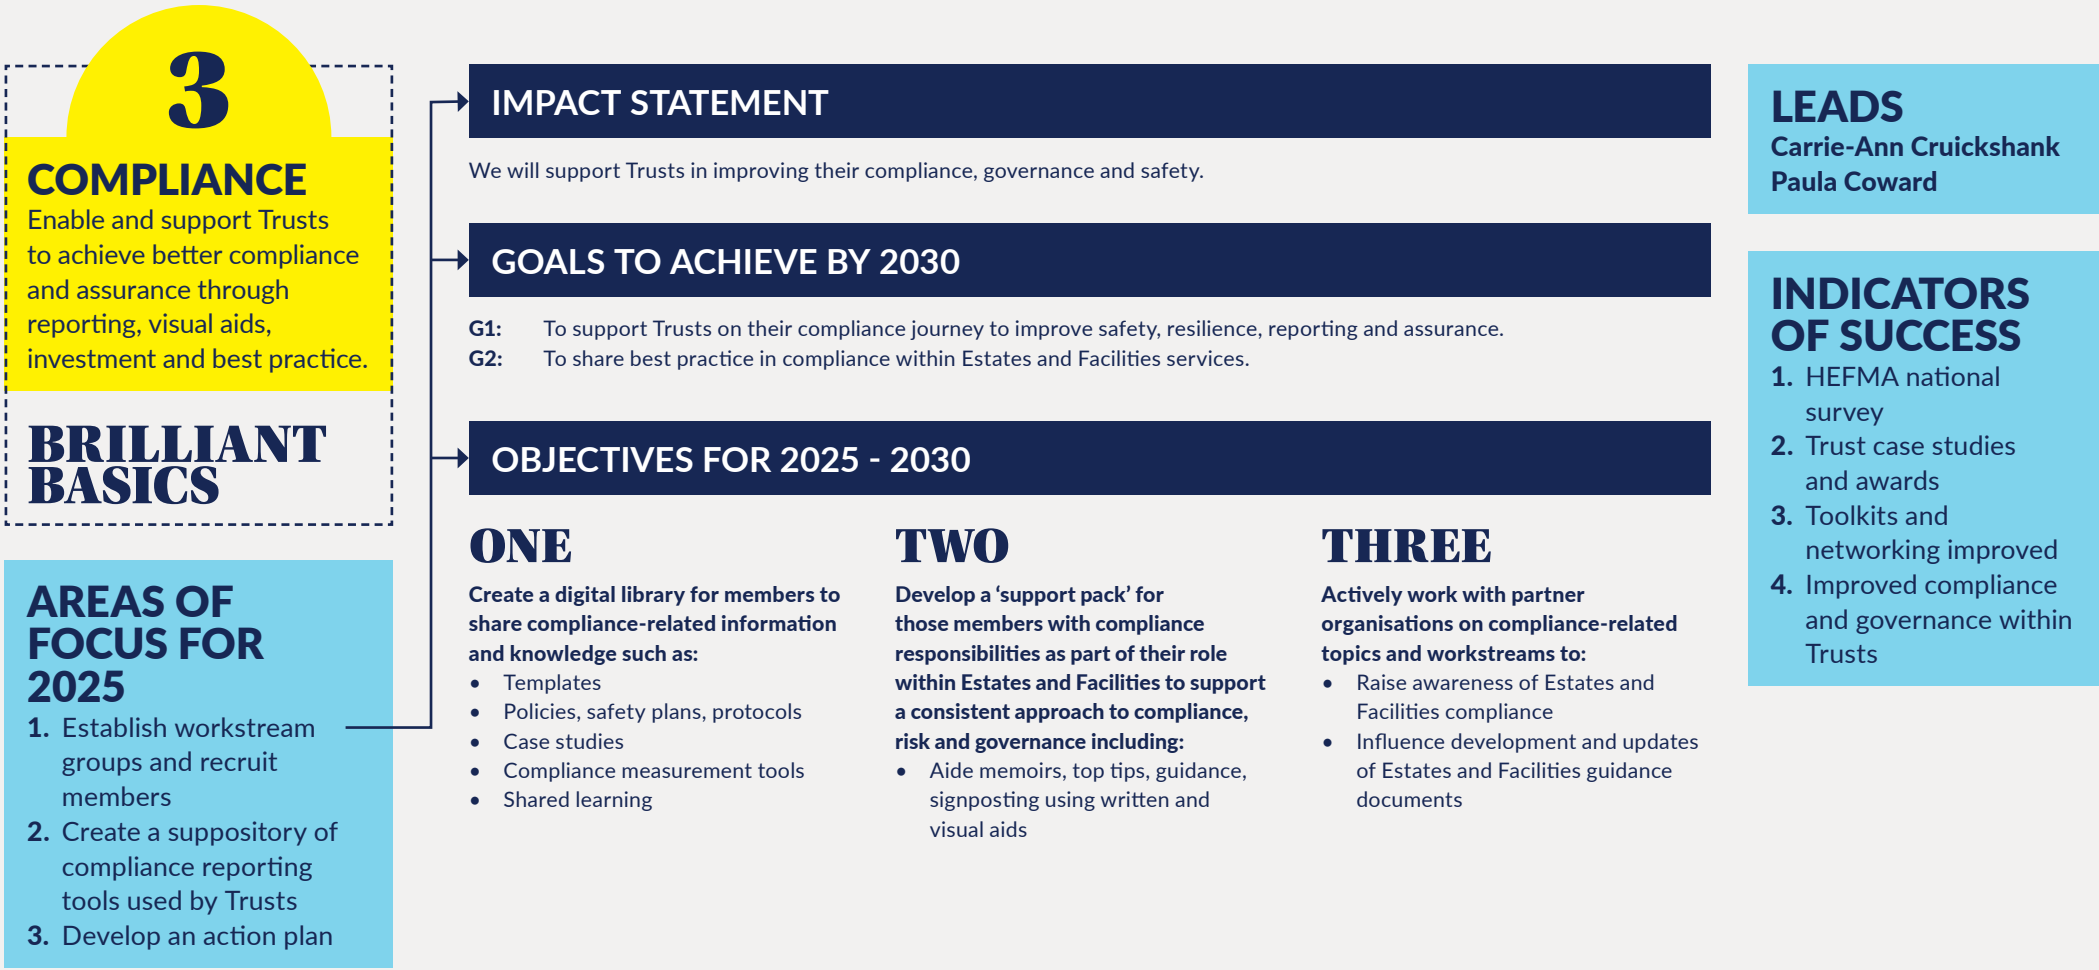 3
COMPLIANCE
Enable and support Trusts
to achieve better compliance
and assurance through
reporting, visual aids,
investment and best practice.
BRILLIANT
BASICS
AREAS OF
FOCUS FOR
2025
1. Establish workstream
groups and recruit
members
2. Create a suppository of
compliance reporting
tools used by Trusts
3. Develop an action plan
IMPACT STATEMENT
We will support Trusts in improving their compliance, governance and safety.
GOALS TO ACHIEVE BY 2030
G1: To support Trusts on their compliance journey to improve safety, resilience, reporting and assurance.
G2: To share best practice in compliance within Estates and Facilities services.
OBJECTIVES FOR 2025 - 2030
ONE
Create a digital library for members to
share compliance-related information
and knowledge such as:
• Templates
• Policies, safety plans, protocols
• Case studies
• Compliance measurement tools
• Shared learning
TWO
Develop a ‘support pack’ for
those members with compliance
responsibilities as part of their role
within Estates and Facilities to support
a consistent approach to compliance,
risk and governance including:
• Aide memoirs, top tips, guidance,
signposting using written and
visual aids
THREE
Actively work with partner
organisations on compliance-related
topics and workstreams to:
• Raise awareness of Estates and
Facilities compliance
• Influence development and updates
of Estates and Facilities guidance
documents
LEADS
Carrie-Ann Cruickshank
Paula Coward
INDICATORS
OF SUCCESS
1. HEFMA national
survey
2. Trust case studies
and awards
3. Toolkits and
networking improved
4. Improved compliance
and governance within
Trusts